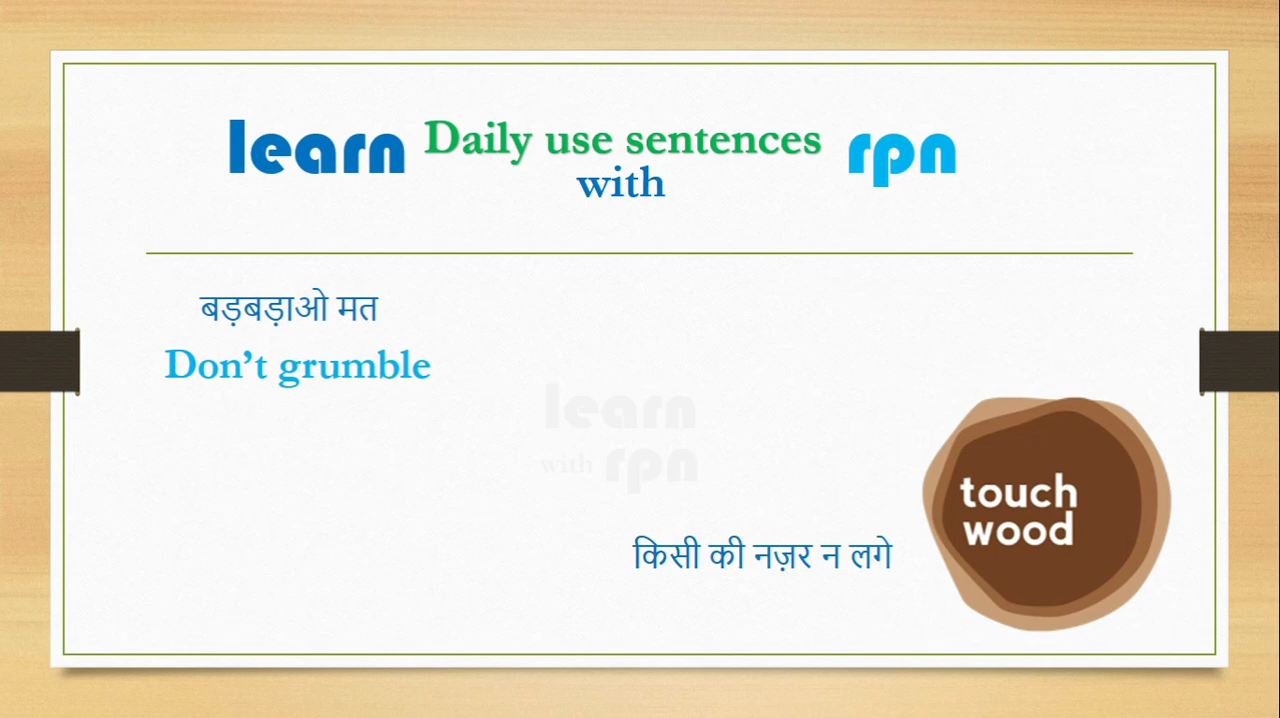 learn Daily use sentences rpn
with
बड़बड़ाओ मत
Don't grumble
learn
with rpn
touch
wood
किसी की नज़र न लगे